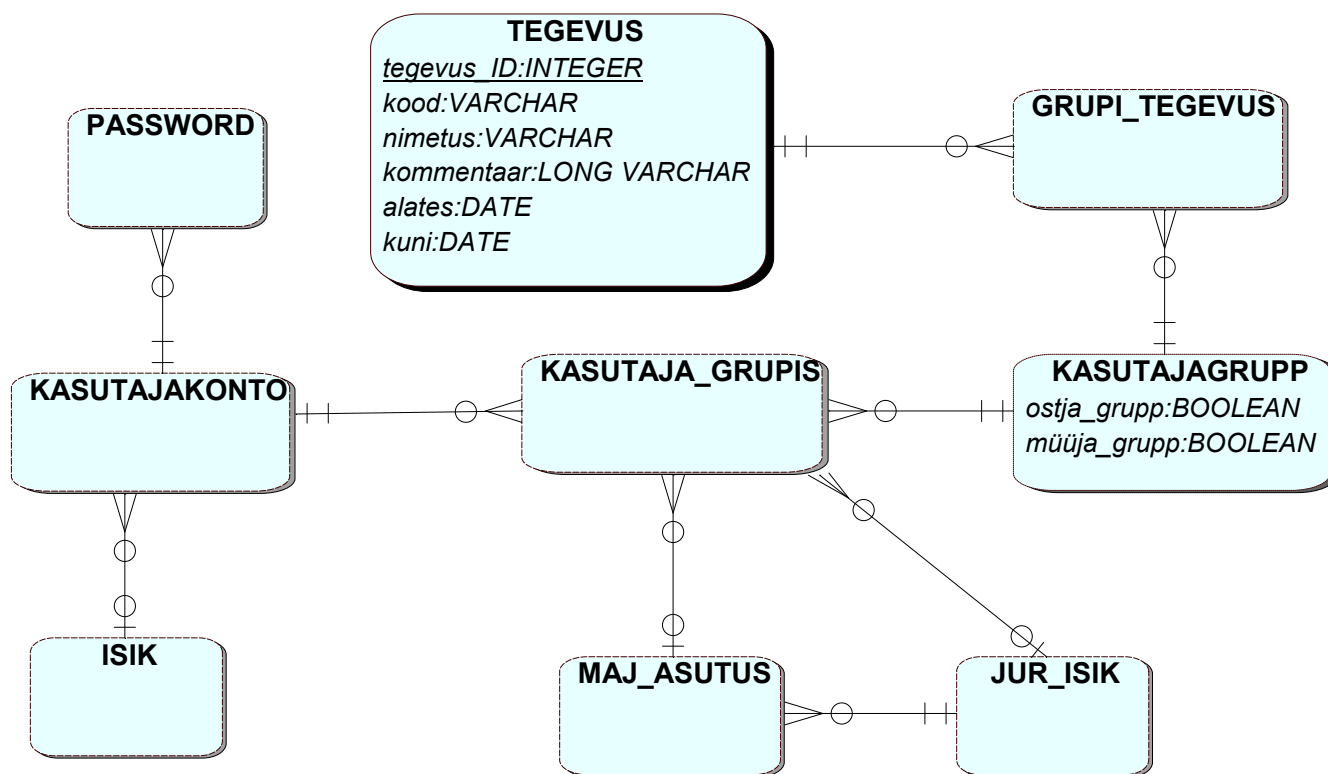 TEGEVUS
tegevus_ID:INTEGER
kood:VARCHAR
nimetus:VARCHAR
kommentaar:LONG VARCHAR
alates:DATE
kuni:DATE
PASSWORD
GRUPI_TEGEVUS
KASUTAJAKONTO
KASUTAJA_GRUPIS
KASUTAJAGRUPP
ostja_grupp:BOOLEAN
müüja_grupp:BOOLEAN
ISIK
MAJ_ASUTUS
JUR_ISIK